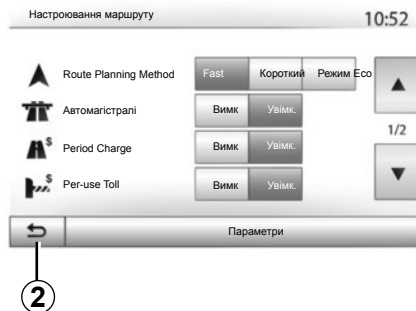 Настроювання маршруту 10:52
Route Planning Method Fast Короткий Режим Eco
Автомагістралі Вимк Увімк.
1/2
Period Charge Вимк Увімк.
Per-use Toll Вимк Увімк.
Параметри
2